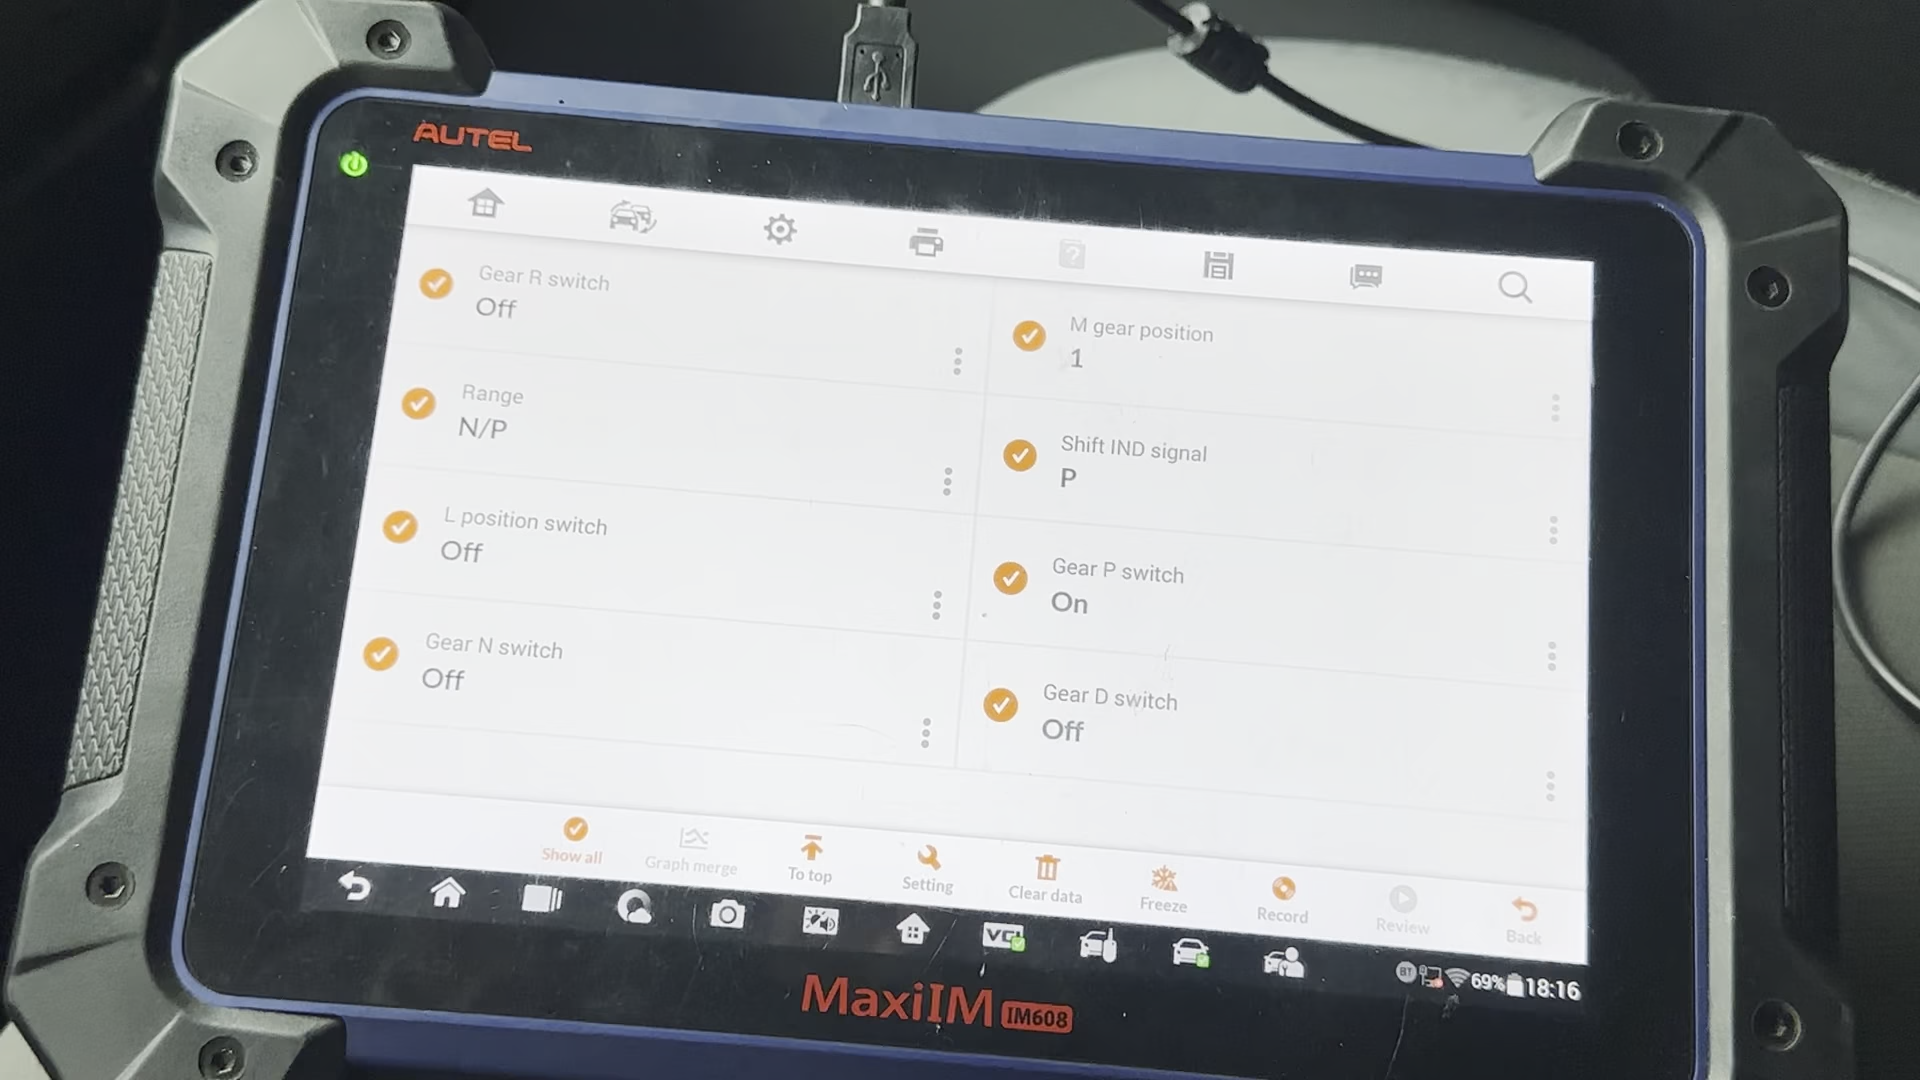 AUTEL
Gear R switch
Off
M gear position
1
Range
N/P
Shift IND signal
P
L position switch
Off
Gear P switch
On
Gear N switch
Off
Gear D switch
Off
Show all
Graph merge
To top
Setting
Clear data
Freeze
Record
Review
Back
VCI
BT
69%
18:16
MaxiIM IM608